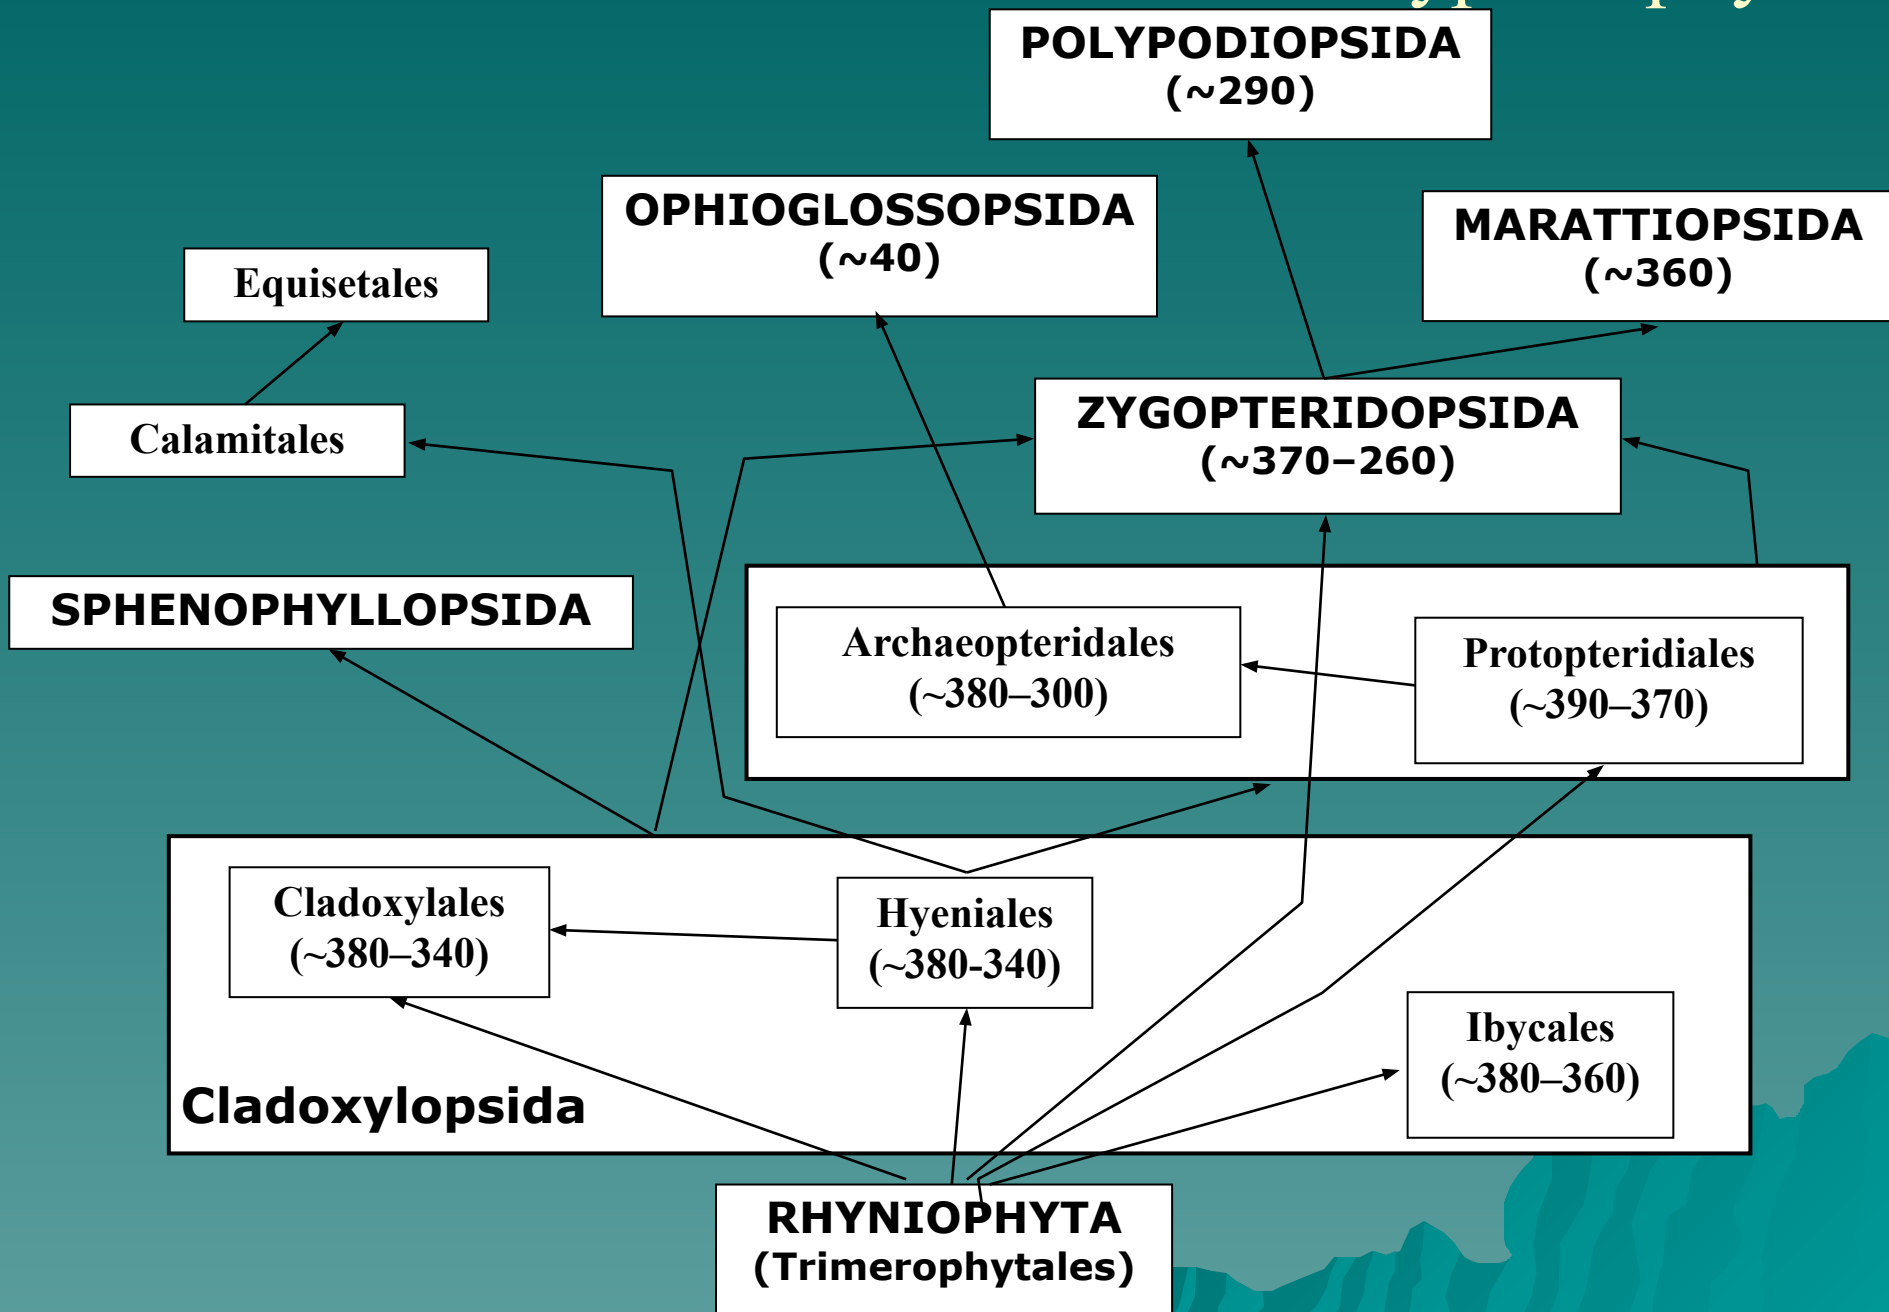 POLYPODIOPSIDA
(~290)
OPHIOGLOSSOPSIDA
(~40)
MARATTIOPSIDA
(~360)
Equisetales
Calamitales
ZYGOPTERIDOPSIDA
(~370–260)
SPHENOPHYLLOPSIDA
Archaeopteridales
(~380–300)
Protopteridiales
(~390–370)
Cladoxylales
(~380–340)
Hyeniales
(~380-340)
Ibycales
(~380–360)
Cladoxylopsida
RHYNIOPHYTA
(Trimerophytales)